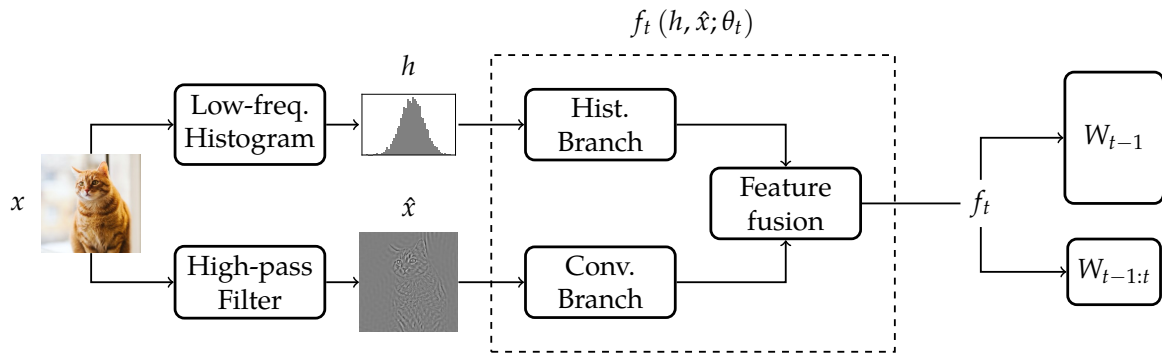 f_t (h, x̂; θ_t)
h
Low-freq.
Histogram
Hist.
Branch
W_{t−1}
x
x̂
Feature
fusion
f_t
High-pass
Filter
Conv.
Branch
W_{t−1:t}